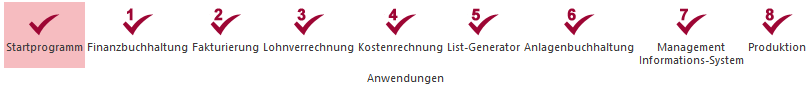 1 2 3 4 5 6 7 8
Startprogramm Finanzbuchhaltung Fakturierung Lohnverrechnung Kostenrechnung List-Generator Anlagenbuchhaltung Management Produktion
Informations-System
Anwendungen